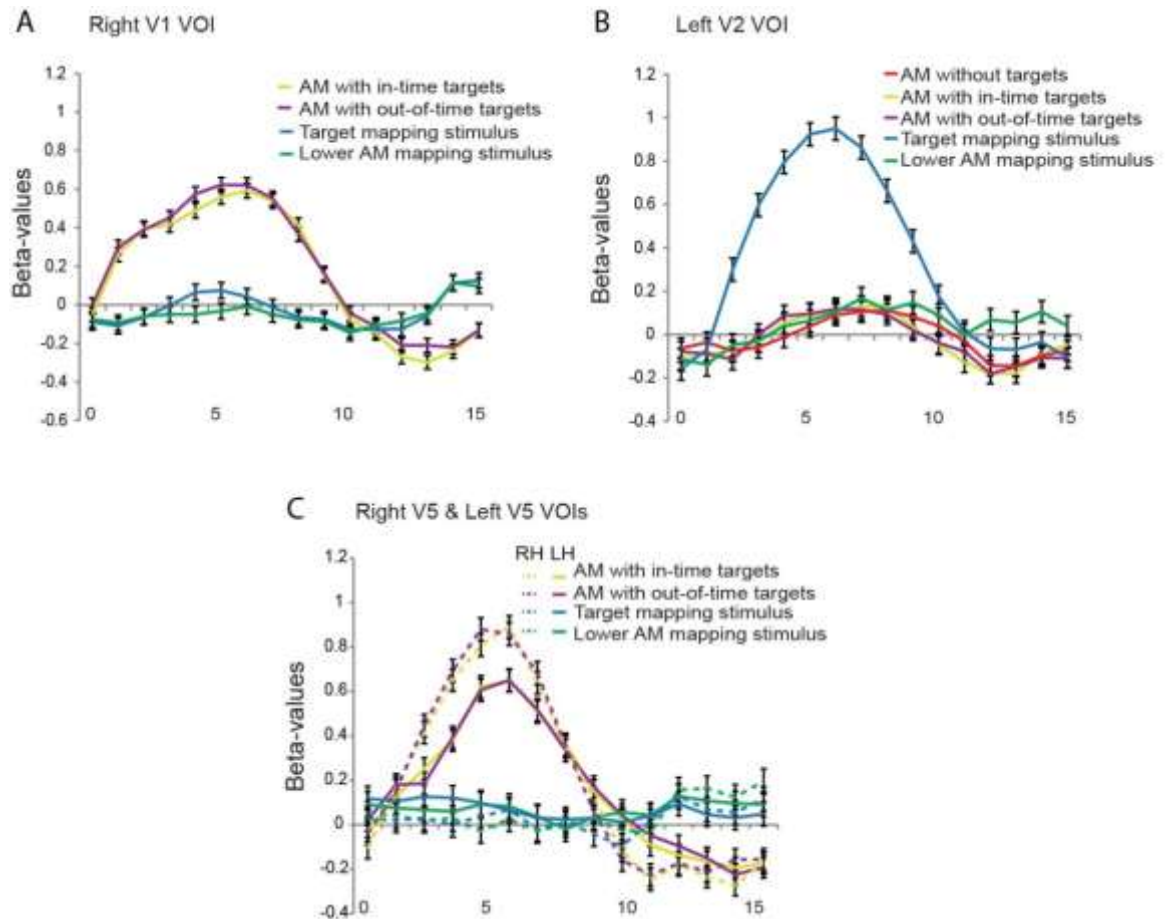 A Right V1 VOI
1.2
1
0.8
0.6
0.4
0.2
0
-0.2
-0.4
-0.6
Beta-values
AM with in-time targets
AM with out-of-time targets
Target mapping stimulus
Lower AM mapping stimulus
0 5 10 15
B Left V2 VOI
1.2
1
0.8
0.6
0.4
0.2
0
-0.2
-0.4
Beta-values
AM without targets
AM with in-time targets
AM with out-of-time targets
Target mapping stimulus
Lower AM mapping stimulus
0 5 10 15
C Right V5 & Left V5 VOIs
1.2
1
0.8
0.6
0.4
0.2
0
-0.2
-0.4
Beta-values
RH LH
AM with in-time targets
AM with out-of-time targets
Target mapping stimulus
Lower AM mapping stimulus
0 5 10 15